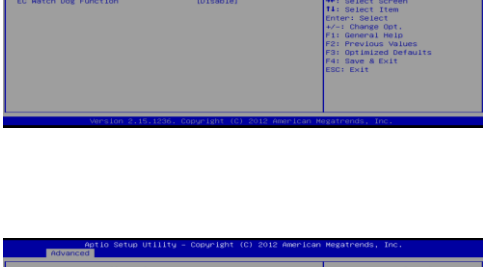 EC Watch Dog Function [Disable]
Select Screen
↑↓: Select Item
Enter: Select
+/-: Change Opt.
F1: General Help
F2: Previous Values
F3: Optimized Defaults
F4: Save & Exit
ESC: Exit
Version 2.15.1236. Copyright (C) 2012 American Megatrends, Inc.
Aptio Setup Utility - Copyright (C) 2012 American Megatrends, Inc.
Advanced